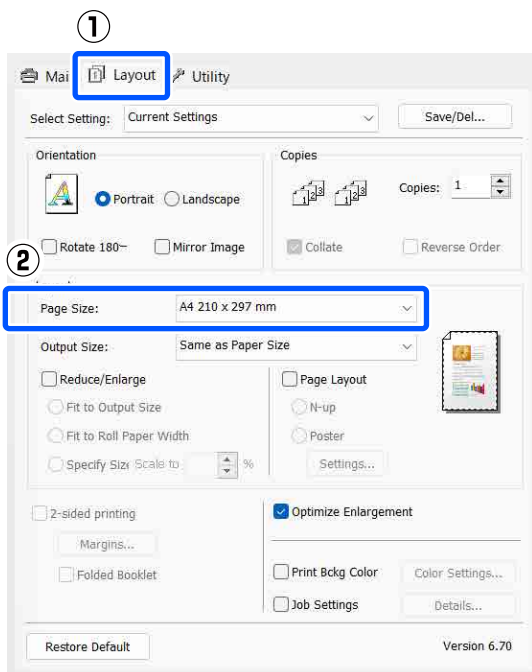 ①
Mai Layout Utility
Select Setting: Current Settings Save/Del...
Orientation Copies
Portrait Landscape Copies: 1
Rotate 180 Mirror Image Collate Reverse Order
②
Page Size: A4 210 x 297 mm
Output Size: Same as Paper Size
Reduce/Enlarge Page Layout
Fit to Output Size N-up
Fit to Roll Paper Width Poster
Specify Size Scale to % Settings...
2-sided printing Optimize Enlargement
Margins...
Folded Booklet Print Bckg Color Color Settings...
Job Settings Details...
Restore Default Version 6.70